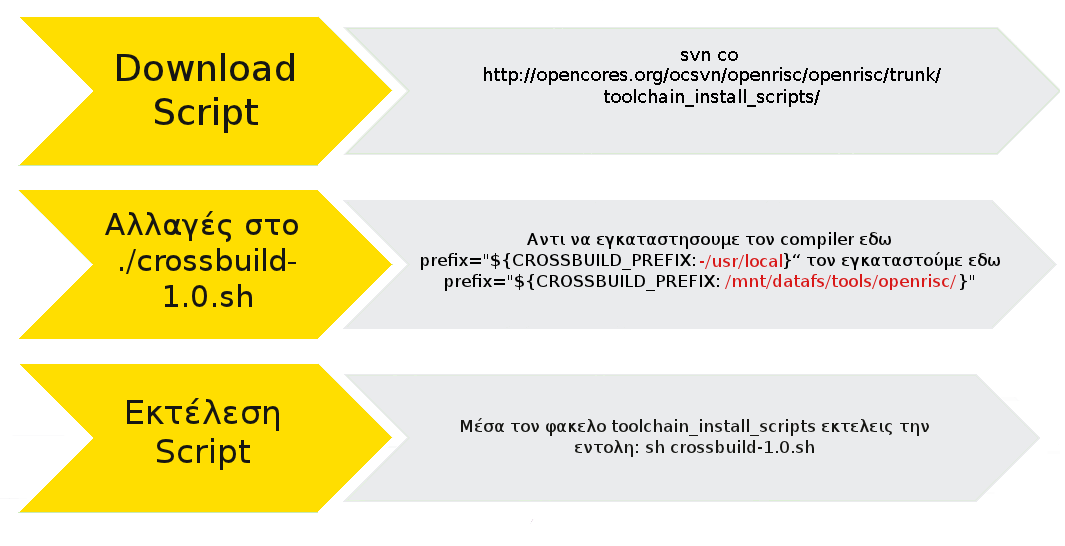 Download
Script
svn co
http://opencores.org/ocsvn/openrisc/openrisc/trunk/
toolchain_install_scripts/
Αλλαγές στο
./crossbuild-
1.0.sh
Αντι να εγκαταστησουμε τον compiler εδω
prefix="${CROSSBUILD_PREFIX:-/usr/local}“ τον εγκαταστούμε εδω
prefix="${CROSSBUILD_PREFIX: /mnt/datafs/tools/openrisc/}"
Εκτέλεση
Script
Μέσα τον φακελο toolchain_install_scripts εκτελεις την
εντολη: sh crossbuild-1.0.sh